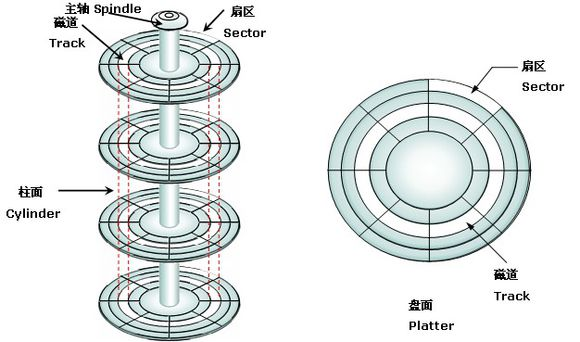 主轴 Spindle
磁道
Track
扇区
Sector
柱面
Cylinder
扇区
Sector
磁道
Track
盘面
Platter